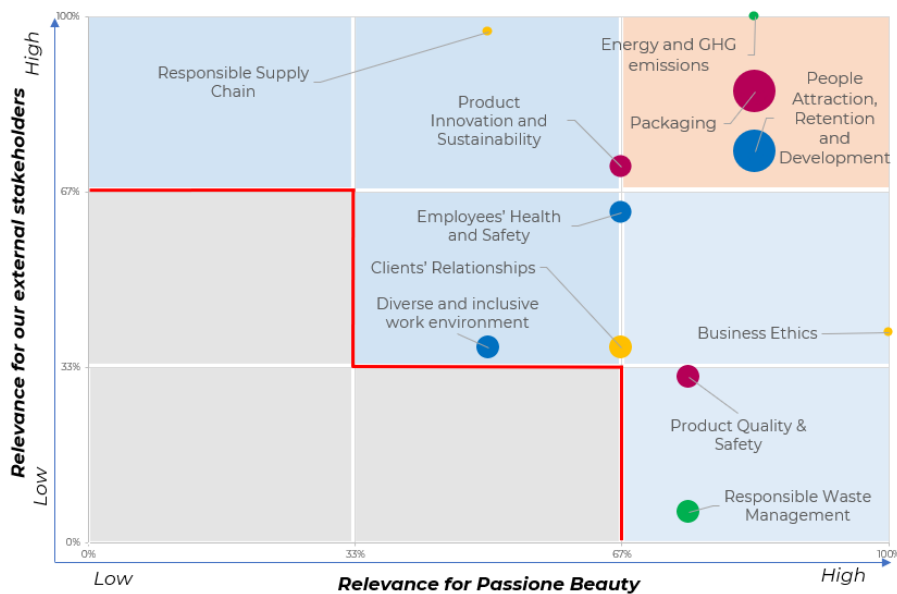 100%
High
Energy and GHG
emissions
Responsible Supply
Chain
People
Attraction,
Retention
and
Development
Product
Innovation and
Sustainability
Packaging
67%
Relevance for our external stakeholders
Employees' Health
and Safety
Clients' Relationships
Diverse and inclusive
work environment
Business Ethics
33%
Product Quality &
Safety
Low
Responsible Waste
Management
0%
0%
33%
67%
100%
Low
Relevance for Passione Beauty
High